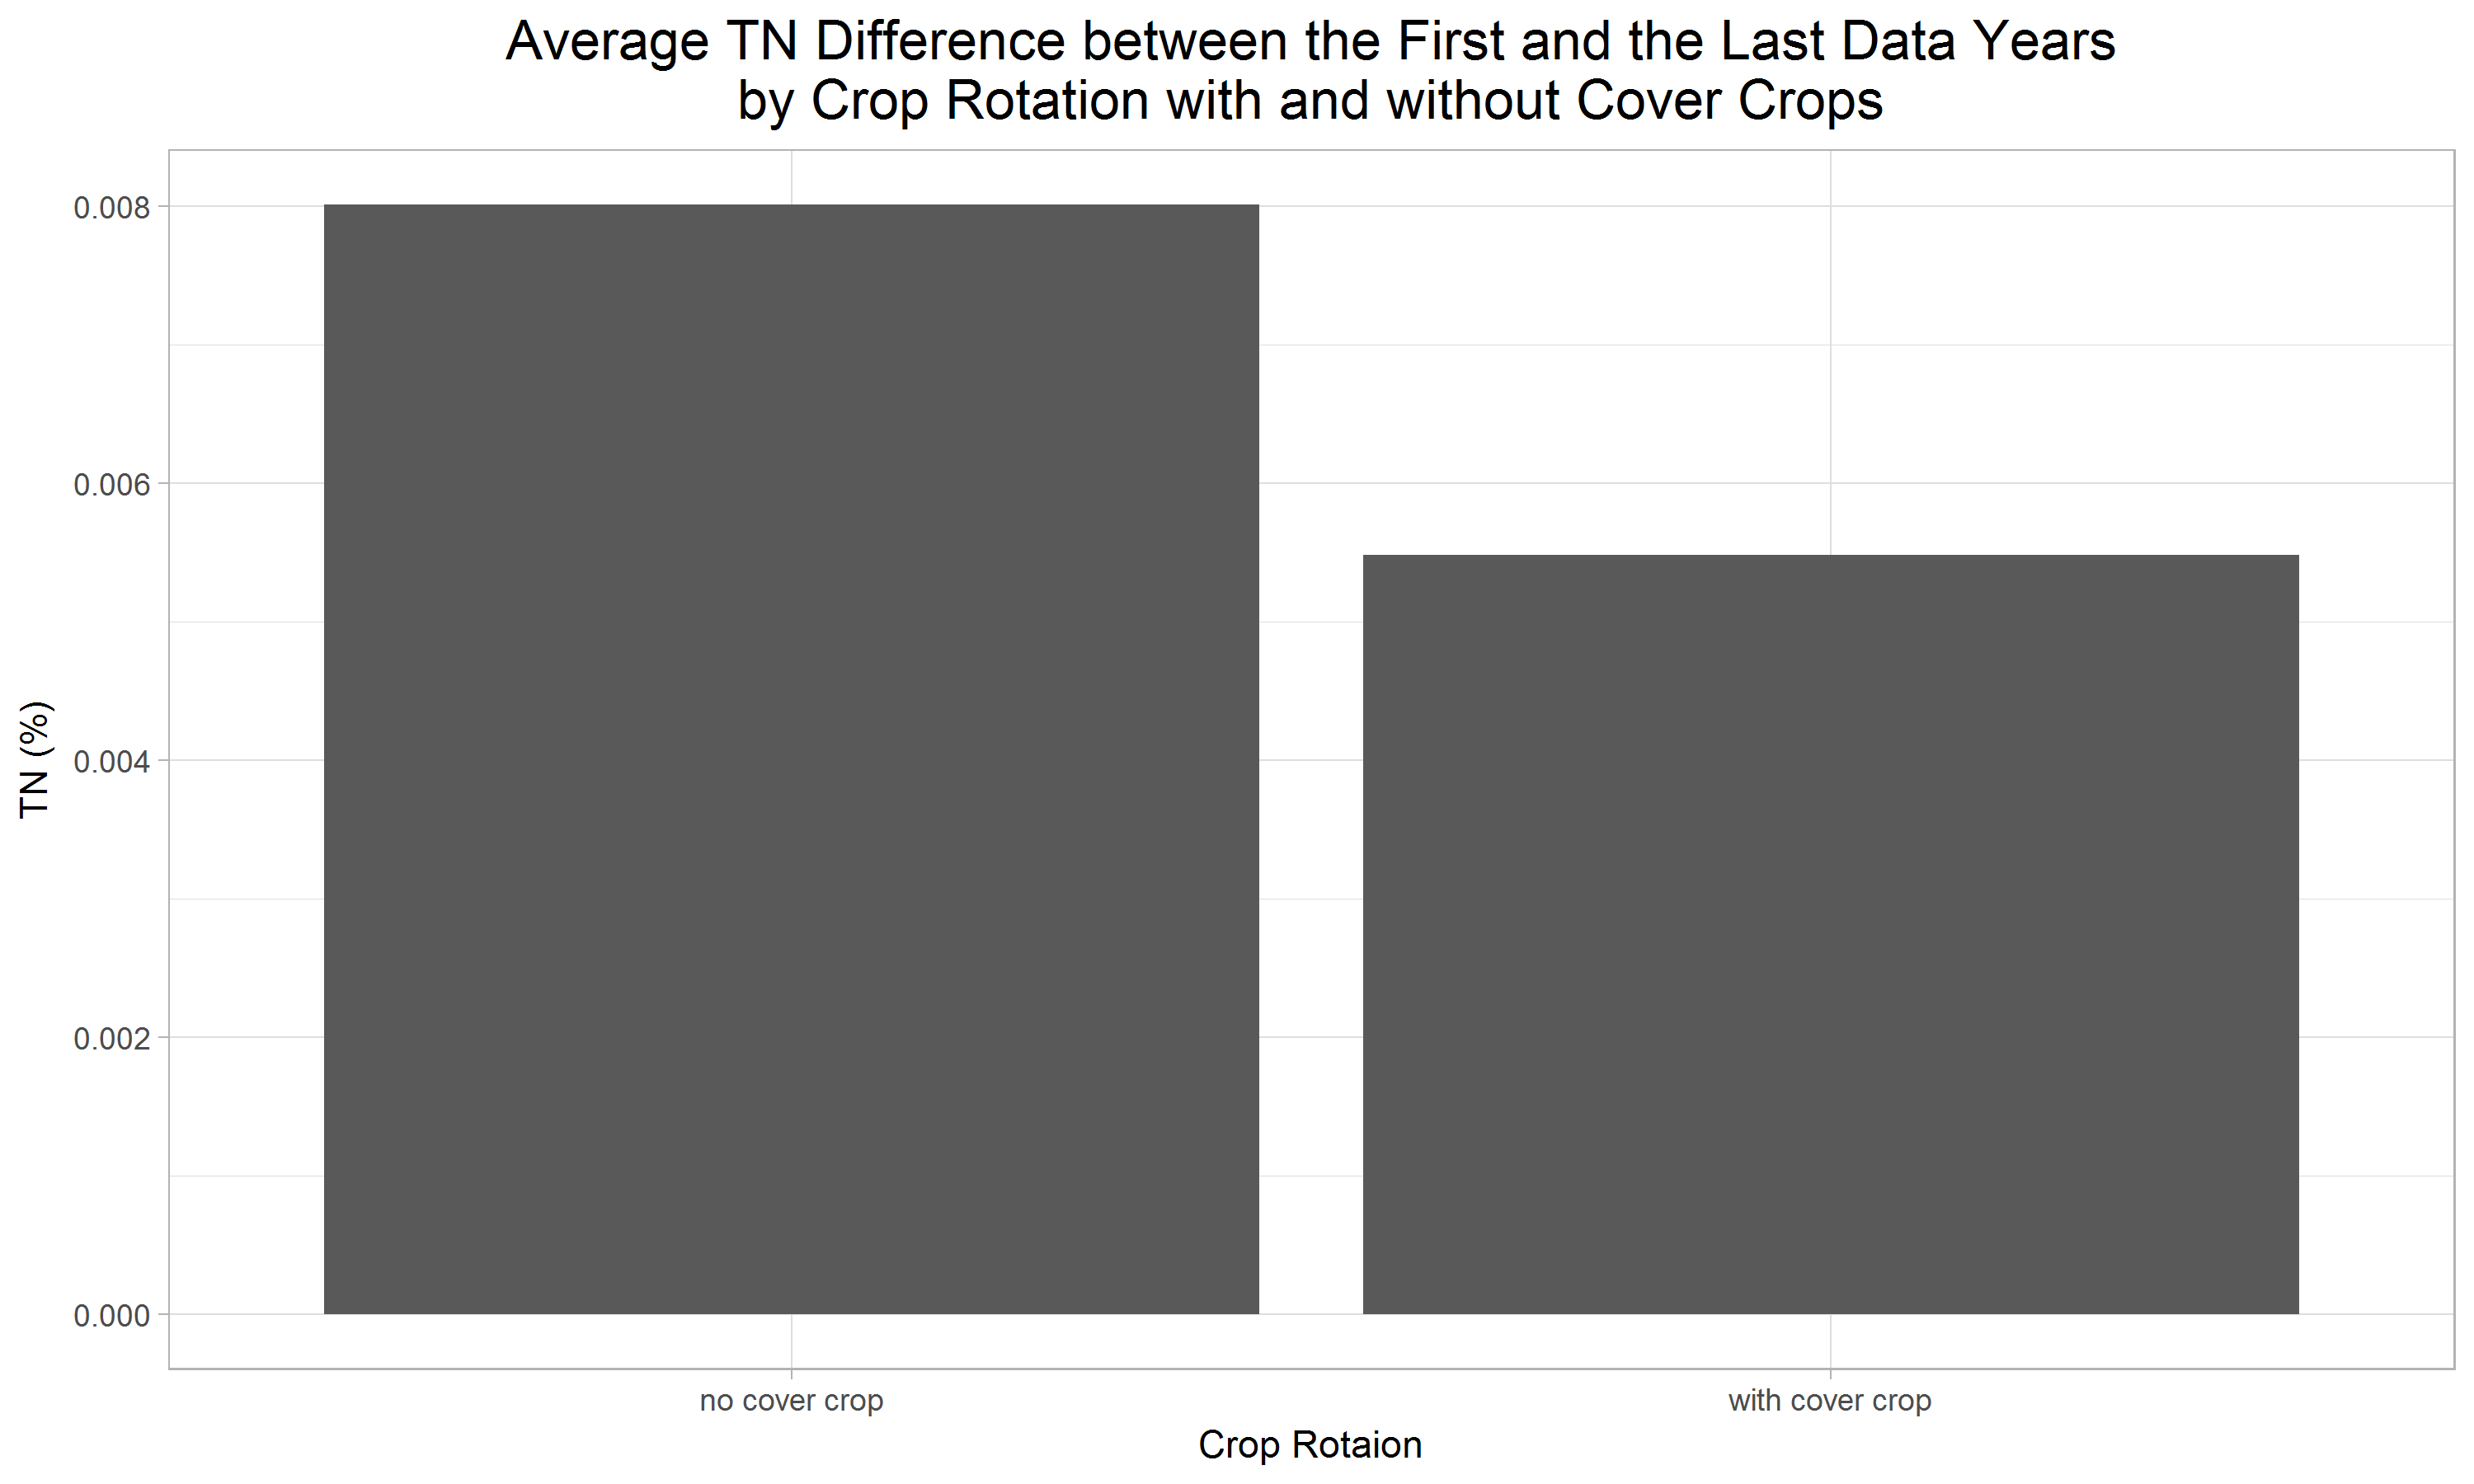 Average TN Difference between the First and the Last Data Years
by Crop Rotation with and without Cover Crops
0.008
0.006
0.004
0.002
0.000
TN (%)
no cover crop
with cover crop
Crop Rotaion